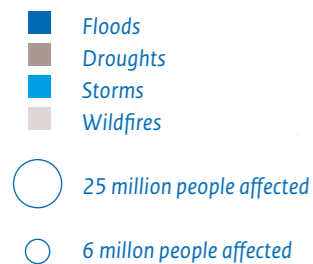 Floods
Droughts
Storms
Wildfires
25 million people affected
6 millon people affected